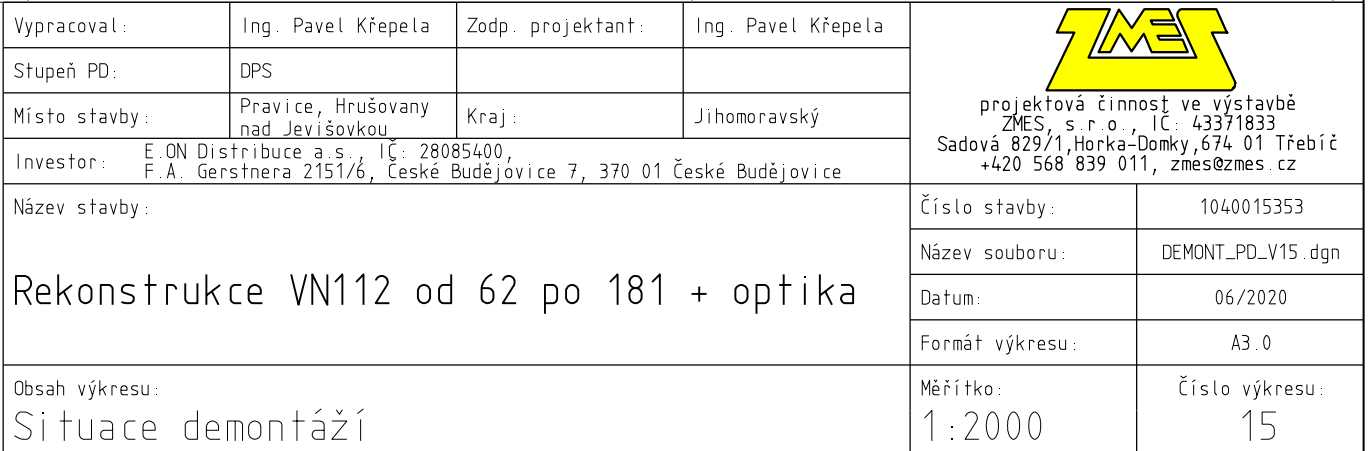 Vypracoval: Ing. Pavel Křepela Zodp. projektant: Ing. Pavel Křepela
ZMES
Stupeň PD: DPS
Místo stavby: Pravice, Hrušovany
nad Jevišovkou
Kraj: Jihomoravský
projektová činnost ve výstavbě
ZMES, s.r.o., IČ: 43371833
Sadová 829/1,Horka-Domky,674 01 Třebíč
+420 568 839 011, zmes@zmes.cz
Investor: E.ON Distribuce a.s., IČ: 28085400,
F.A. Gerstnera 2151/6, České Budějovice 7, 370 01 České Budějovice
Název stavby:
Rekonstrukce VN112 od 62 po 181 + optika
Číslo stavby: 1040015353
Název souboru: DEMONT_PD_V15.dgn
Datum: 06/2020
Formát výkresu: A3.0
Obsah výkresu:
Situace demontáží
Měřítko:
1:2000
Číslo výkresu:
15